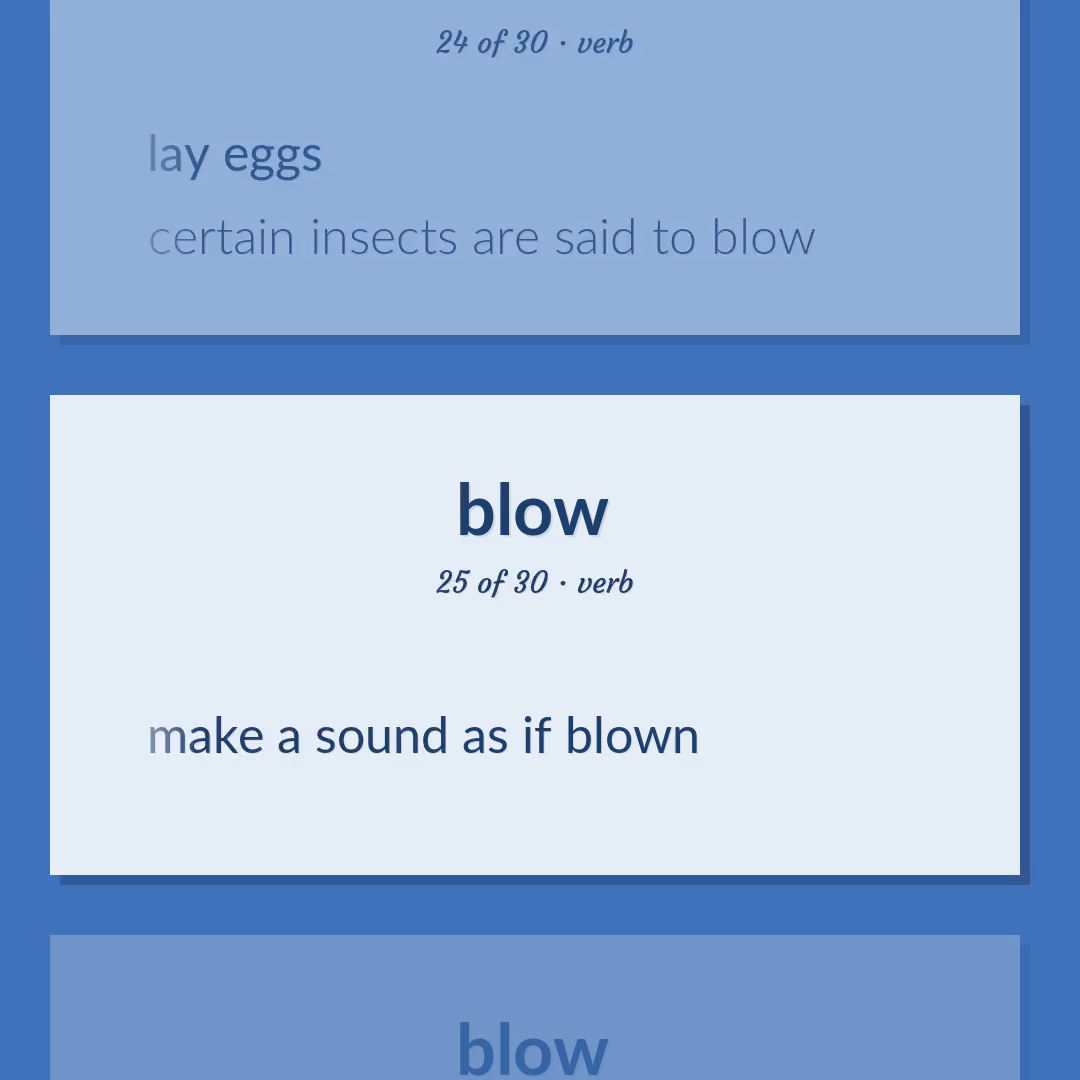 24 of 30 · verb
lay eggs
certain insects are said to blow
blow
25 of 30 · verb
make a sound as if blown
blow